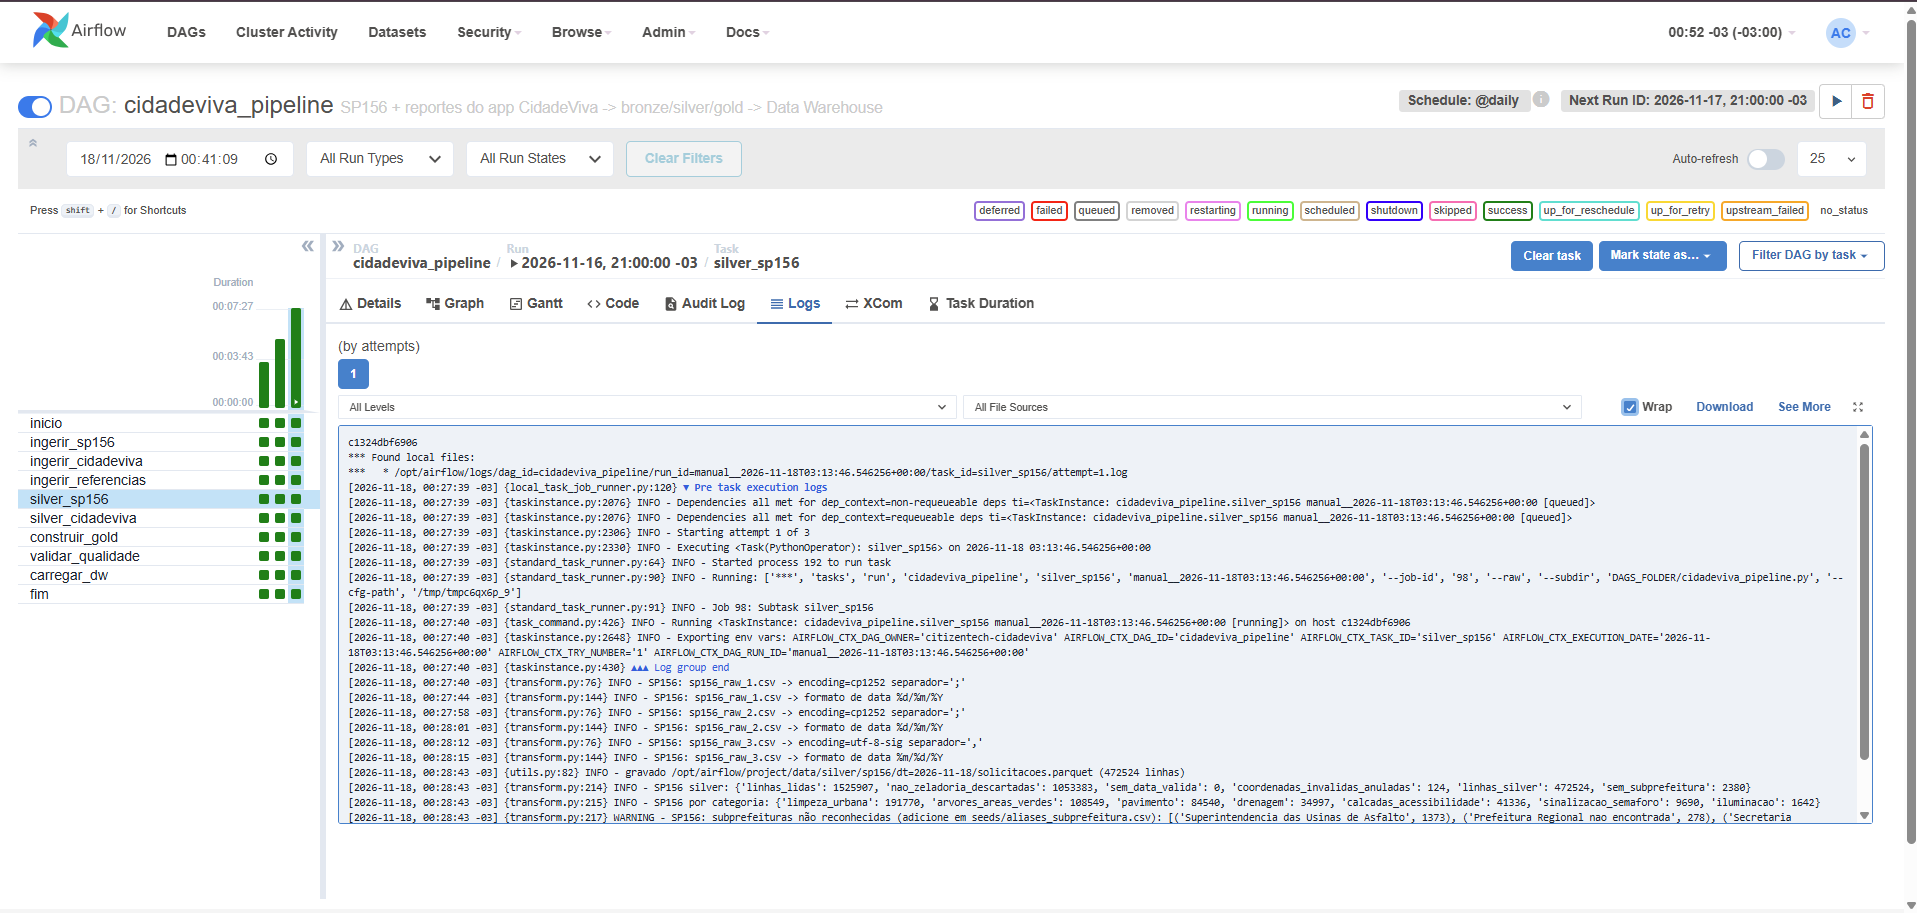 Airflow DAGs Cluster Activity Datasets Security Browse Admin Docs 00:52 -03 (-03:00) AC
DAG: cidadeviva_pipeline SP156 + reportes do app CidadeViva -> bronze/silver/gold -> Data Warehouse Schedule: @daily i Next Run ID: 2026-11-17, 21:00:00 -03
18/11/2026 00:41:09 All Run Types All Run States Clear Filters Auto-refresh 25
Press shift + / for Shortcuts deferred failed queued removed restarting running scheduled shutdown skipped success up_for_reschedule up_for_retry upstream_failed no_status
DAG Run Task
cidadeviva_pipeline / 2026-11-16, 21:00:00 -03 / silver_sp156 Clear task Mark state as... Filter DAG by task
Duration
00:07:27
00:03:43
00:00:00
inicio
ingerir_sp156
ingerir_cidadeviva
ingerir_referencias
silver_sp156
silver_cidadeviva
construir_gold
validar_qualidade
carregar_dw
fim
Details Graph Gantt Code Audit Log Logs XCom Task Duration
(by attempts)
1
All Levels All File Sources Wrap Download See More
c1324dbf6906
*** Found local files:
***   * /opt/airflow/logs/dag_id=cidadeviva_pipeline/run_id=manual__2026-11-18T03:13:46.546256+00:00/task_id=silver_sp156/attempt=1.log
[2026-11-18, 00:27:39 -03] {local_task_job_runner.py:120} ▼ Pre task execution logs
[2026-11-18, 00:27:39 -03] {taskinstance.py:2076} INFO - Dependencies all met for dep_context=non-requeueable deps ti=<TaskInstance: cidadeviva_pipeline.silver_sp156 manual__2026-11-18T03:13:46.546256+00:00 [queued]>
[2026-11-18, 00:27:39 -03] {taskinstance.py:2076} INFO - Dependencies all met for dep_context=requeueable deps ti=<TaskInstance: cidadeviva_pipeline.silver_sp156 manual__2026-11-18T03:13:46.546256+00:00 [queued]>
[2026-11-18, 00:27:39 -03] {taskinstance.py:2306} INFO - Starting attempt 1 of 3
[2026-11-18, 00:27:39 -03] {taskinstance.py:2330} INFO - Executing <Task(PythonOperator): silver_sp156> on 2026-11-18 03:13:46.546256+00:00
[2026-11-18, 00:27:39 -03] {standard_task_runner.py:64} INFO - Started process 192 to run task
[2026-11-18, 00:27:39 -03] {standard_task_runner.py:90} INFO - Running: ['***', 'tasks', 'run', 'cidadeviva_pipeline', 'silver_sp156', 'manual__2026-11-18T03:13:46.546256+00:00', '--job-id', '98', '--raw', '--subdir', 'DAGS_FOLDER/cidadeviva_pipeline.py', '--
cfg-path', '/tmp/tmpc6qx6p_9']
[2026-11-18, 00:27:39 -03] {standard_task_runner.py:91} INFO - Job 98: Subtask silver_sp156
[2026-11-18, 00:27:40 -03] {task_command.py:426} INFO - Running <TaskInstance: cidadeviva_pipeline.silver_sp156 manual__2026-11-18T03:13:46.546256+00:00 [running]> on host c1324dbf6906
[2026-11-18, 00:27:40 -03] {taskinstance.py:2648} INFO - Exporting env vars: AIRFLOW_CTX_DAG_OWNER='citizentech-cidadeviva' AIRFLOW_CTX_DAG_ID='cidadeviva_pipeline' AIRFLOW_CTX_TASK_ID='silver_sp156' AIRFLOW_CTX_EXECUTION_DATE='2026-11-
18T03:13:46.546256+00:00' AIRFLOW_CTX_TRY_NUMBER='1' AIRFLOW_CTX_DAG_RUN_ID='manual__2026-11-18T03:13:46.546256+00:00'
[2026-11-18, 00:27:40 -03] {taskinstance.py:430} ▲▲▲ Log group end
[2026-11-18, 00:27:40 -03] {transform.py:76} INFO - SP156: sp156_raw_1.csv -> encoding=cp1252 separador=';'
[2026-11-18, 00:27:44 -03] {transform.py:144} INFO - SP156: sp156_raw_1.csv -> formato de data %d/%m/%Y
[2026-11-18, 00:27:58 -03] {transform.py:76} INFO - SP156: sp156_raw_2.csv -> encoding=cp1252 separador=';'
[2026-11-18, 00:28:01 -03] {transform.py:144} INFO - SP156: sp156_raw_2.csv -> formato de data %d/%m/%Y
[2026-11-18, 00:28:12 -03] {transform.py:76} INFO - SP156: sp156_raw_3.csv -> encoding=utf-8-sig separador=','
[2026-11-18, 00:28:15 -03] {transform.py:144} INFO - SP156: sp156_raw_3.csv -> formato de data %m/%d/%Y
[2026-11-18, 00:28:43 -03] {utils.py:82} INFO - gravado /opt/airflow/project/data/silver/sp156/dt=2026-11-18/solicitacoes.parquet (472524 linhas)
[2026-11-18, 00:28:43 -03] {transform.py:214} INFO - SP156 silver: {'linhas_lidas': 1525907, 'nao_zeladoria_descartadas': 1053383, 'sem_data_valida': 0, 'coordenadas_invalidas_anuladas': 124, 'linhas_silver': 472524, 'sem_subprefeitura': 2380}
[2026-11-18, 00:28:43 -03] {transform.py:215} INFO - SP156 por categoria: {'limpeza_urbana': 191770, 'arvores_areas_verdes': 108549, 'pavimento': 84540, 'drenagem': 34997, 'calcadas_acessibilidade': 41336, 'sinalizacao_semaforo': 9690, 'iluminacao': 1642}
[2026-11-18, 00:28:43 -03] {transform.py:217} WARNING - SP156: subprefeituras não reconhecidas (adicione em seeds/aliases_subprefeitura.csv): [('Superintendencia das Usinas de Asfalto', 1373), ('Prefeitura Regional nao encontrada', 278), ('Secretaria